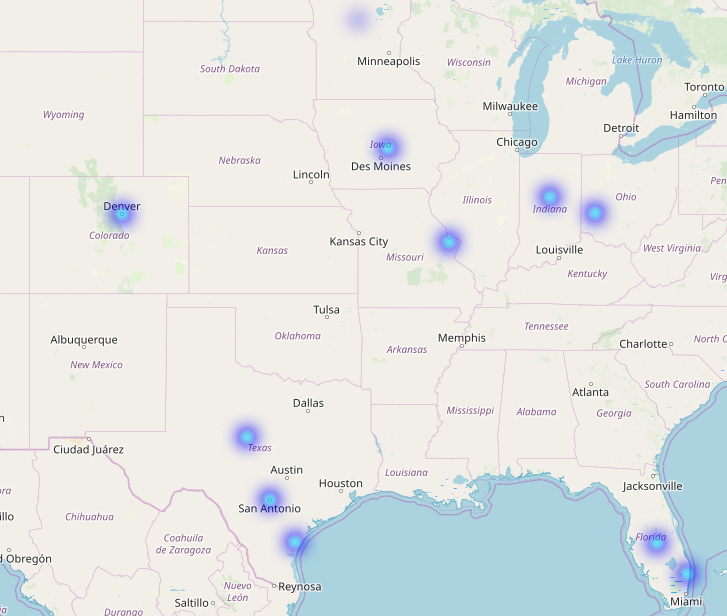 Minneapolis
Wisconsin
Lake Huron
South Dakota
Michigan
Toronto
Wyoming
Milwaukee
Hamilton
Detroit
Chicago
Iowa
Nebraska
Des Moines
Lincoln
Pen
Illinois
Ohio
Denver
Indiana
Colorado
Kansas City
Kansas
Missouri
Louisville
West Virginia
Kentucky
Virg
Tulsa
Tennessee
Oklahoma
Albuquerque
Memphis
Charlotte
North C
Arkansas
New Mexico
South Carolina
Atlanta
Dallas
Mississippi
Alabama
Georgia
n
Ciudad Juárez
Texas
Austin
Louisiana
Houston
Jacksonville
ora
San Antonio
illo
Chihuahua
Coahuila
de Zaragoza
Florida
d Obregón
Nuevo
León
Reynosa
Saltillo
Miami
Durango
ia